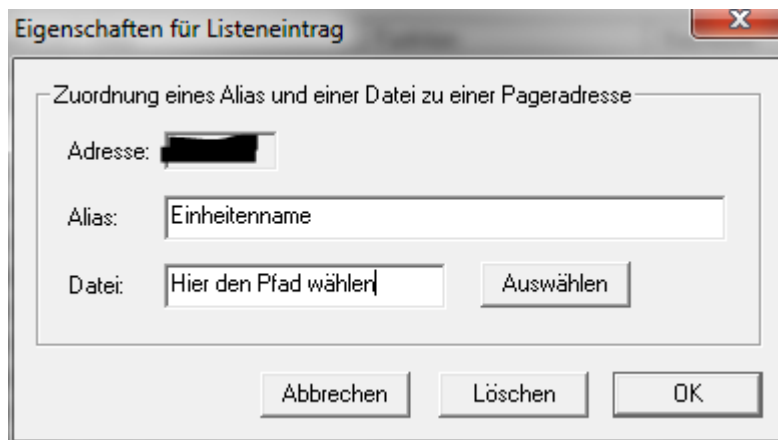 Eigenschaften für Listeneintrag
Zuordnung eines Alias und einer Datei zu einer Pageradresse
Adresse:
Alias: Einheitenname
Datei: Hier den Pfad wählen Auswählen
Abbrechen Löschen OK